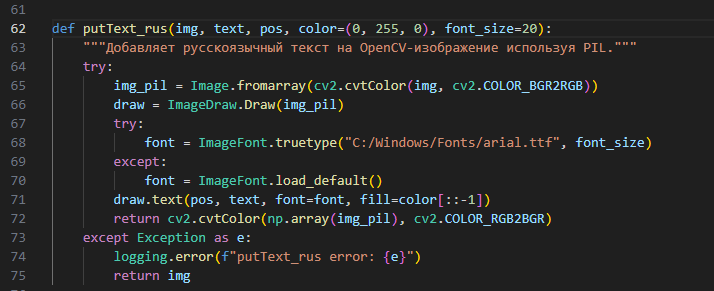 61
62 def putText_rus(img, text, pos, color=(0, 255, 0), font_size=20):
63 """Добавляет русскоязычный текст на OpenCV-изображение используя PIL."""
64 try:
65 img_pil = Image.fromarray(cv2.cvtColor(img, cv2.COLOR_BGR2RGB))
66 draw = ImageDraw.Draw(img_pil)
67 try:
68 font = ImageFont.truetype("C:/Windows/Fonts/arial.ttf", font_size)
69 except:
70 font = ImageFont.load_default()
71 draw.text(pos, text, font=font, fill=color[::-1])
72 return cv2.cvtColor(np.array(img_pil), cv2.COLOR_RGB2BGR)
73 except Exception as e:
74 logging.error(f"putText_rus error: {e}")
75 return img